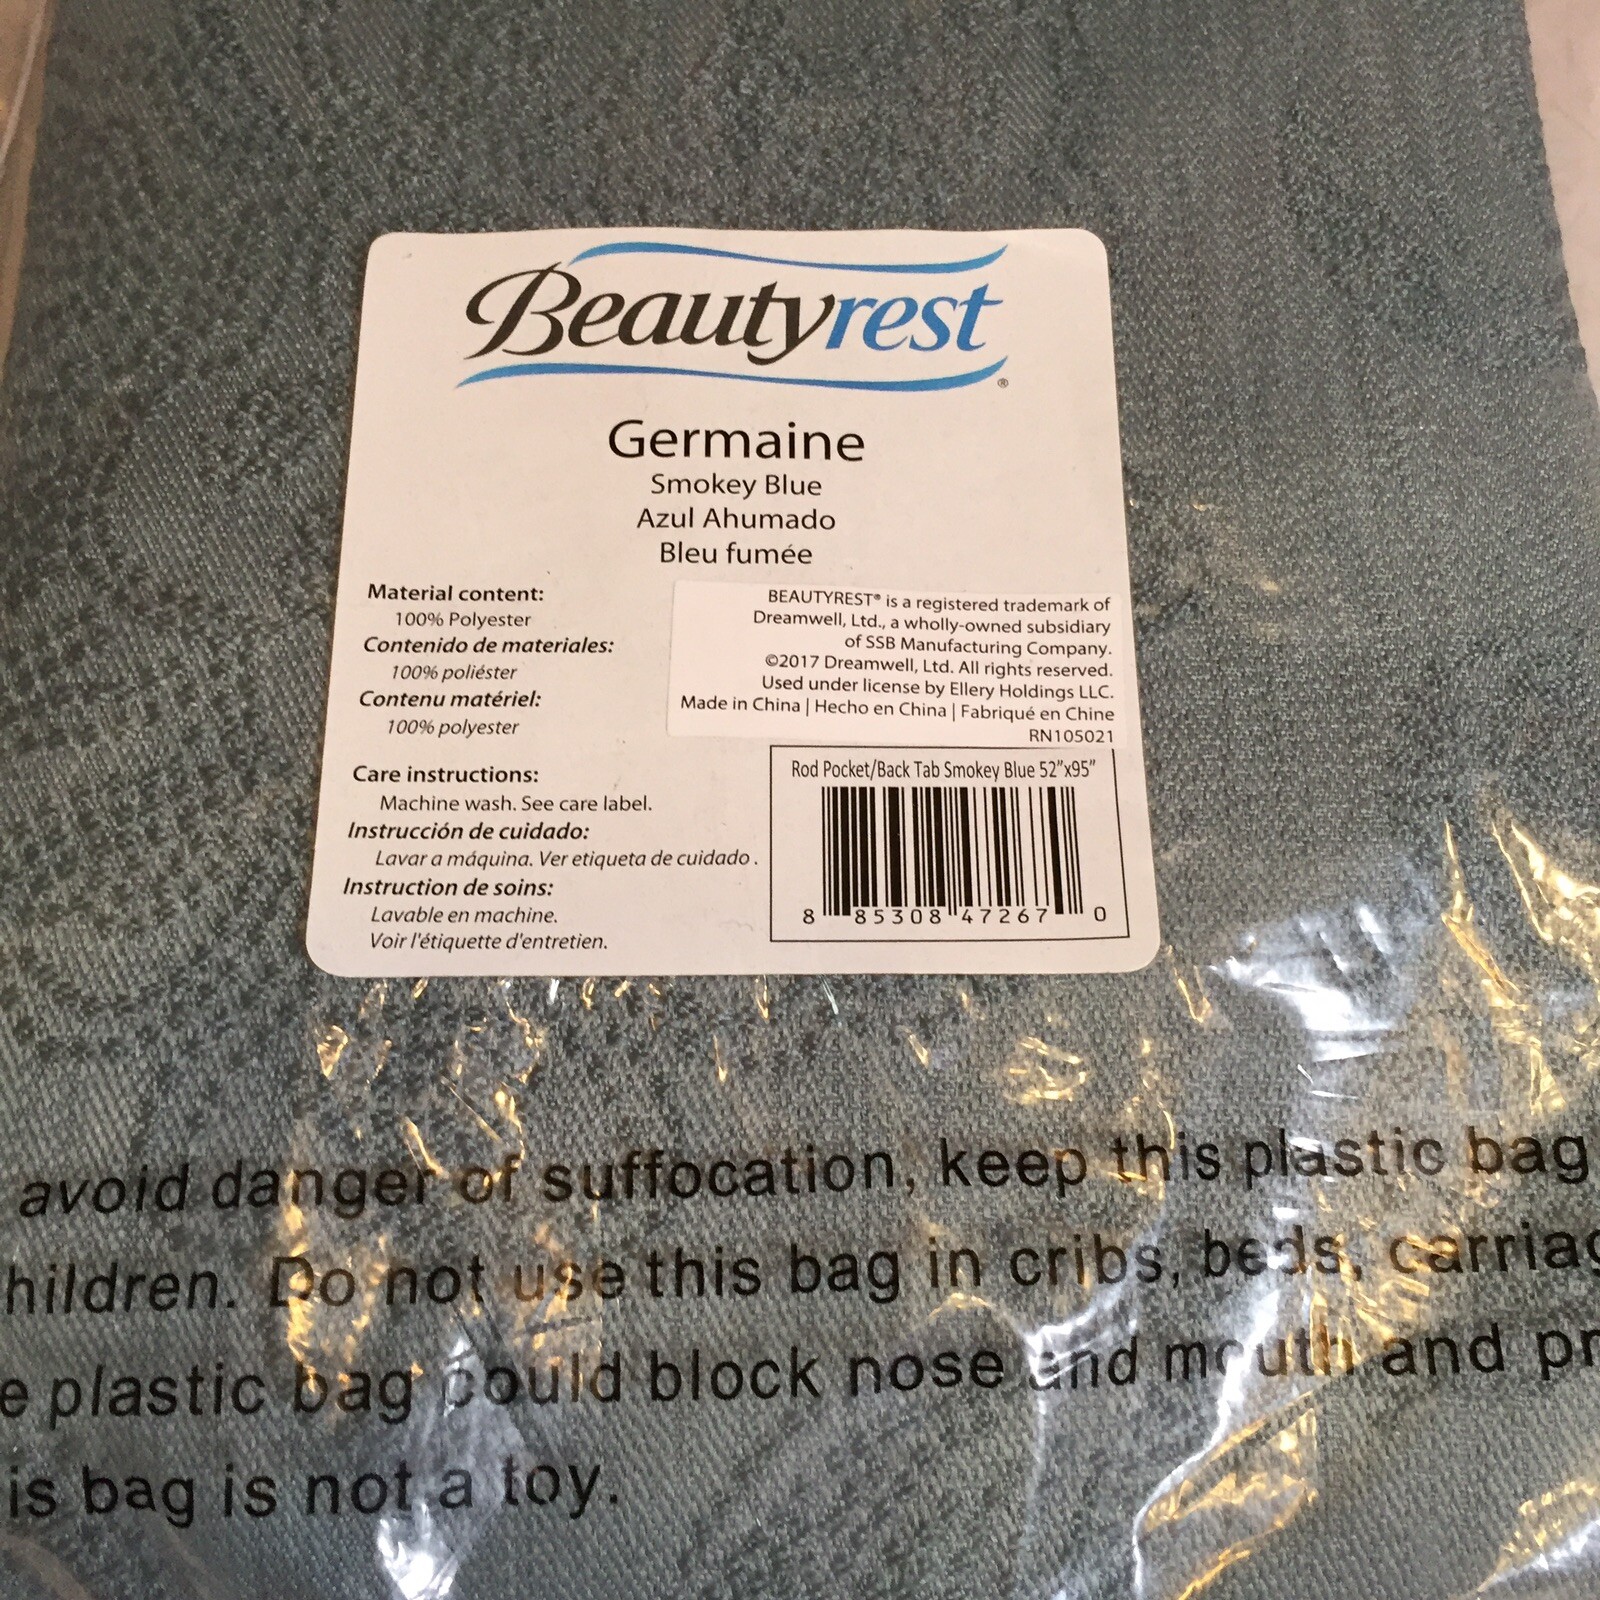 Beautyrest®
Germaine
Smokey Blue
Azul Ahumado
Bleu fumée
Material content:
100% Polyester
Contenido de materiales:
100% poliéster
Contenu matériel:
100% polyester
Care instructions:
Machine wash. See care label.
Instrucción de cuidado:
Lavar a máquina. Ver etiqueta de cuidado.
Instruction de soins:
Lavable en machine.
Voir l'étiquette d'entretien.
BEAUTYREST® is a registered trademark of
Dreamwell, Ltd., a wholly-owned subsidiary
of SSB Manufacturing Company.
©2017 Dreamwell, Ltd. All rights reserved.
Used under license by Ellery Holdings LLC.
Made in China | Hecho en China | Fabriqué en Chine
RN105021
Rod Pocket/Back Tab Smokey Blue 52"x95"
8 85308 47267 0
avoid danger of suffocation, keep this plastic bag
hildren. Do not use this bag in cribs, beds, carriag
e plastic bag could block nose and mouth and pr
is bag is not a toy.